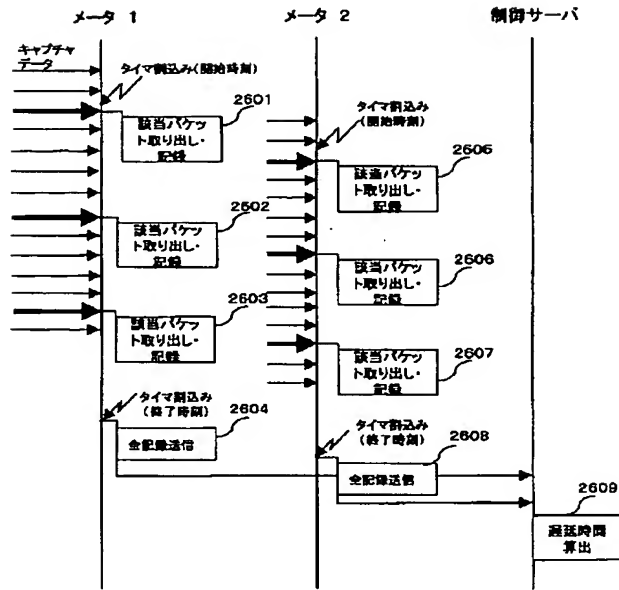 メータ 1
メータ 2
制御サーバ
キャプチャ
データ
タイマ割込み(開始時刻)
2601
該当パケッ
ト取り出し・
記録
タイマ割込み
(開始時刻)
2605
該当パケッ
ト取り出し・
記録
2602
該当パケッ
ト取り出し・
記録
2606
該当パケッ
ト取り出し・
記録
2603
該当パケッ
ト取り出し・
記録
2607
該当パケッ
ト取り出し・
記録
タイマ割込み
(終了時刻)
2604
全記録送信
タイマ割込み
(終了時刻)
2608
全記録送信
2609
遅延時間
算出